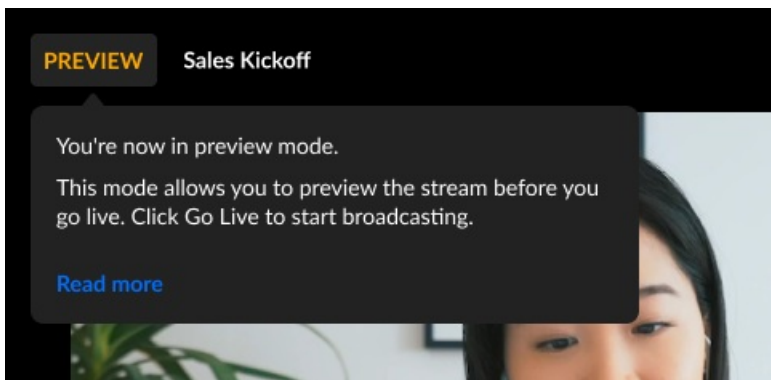 PREVIEW Sales Kickoff
You're now in preview mode.
This mode allows you to preview the stream before you
go live. Click Go Live to start broadcasting.
Read more